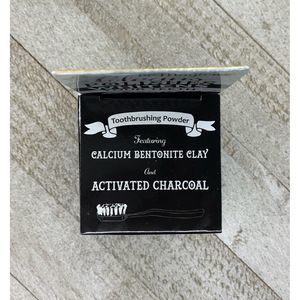 Toothbrushing Powder
Featuring
CALCIUM BENTONITE CLAY
And
ACTIVATED CHARCOAL